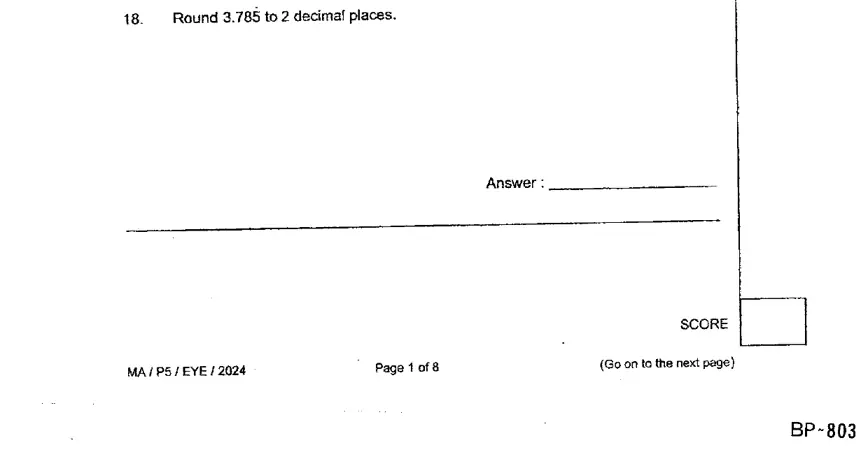 18. Round 3.785 to 2 decimal places.
Answer :
SCORE
MA / P5 / EYE / 2024 Page 1 of 8 (Go on to the next page)
BP~803